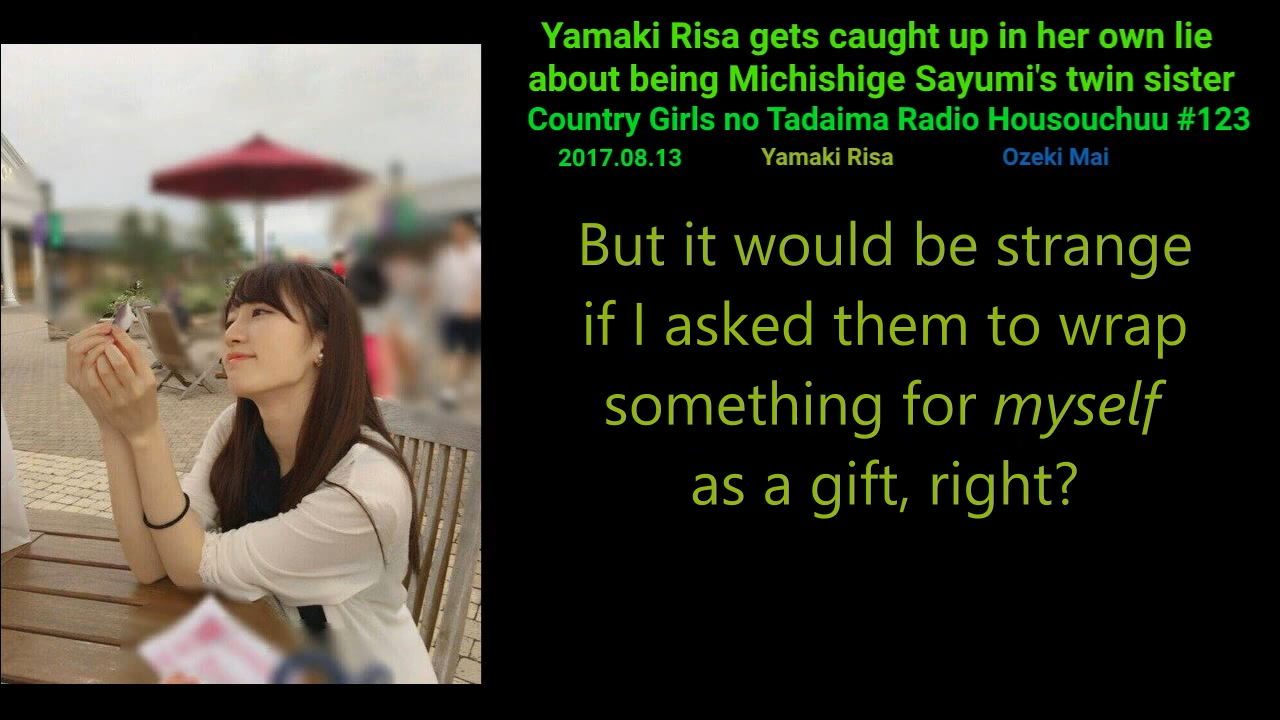 Yamaki Risa gets caught up in her own lie
about being Michishige Sayumi's twin sister
Country Girls no Tadaima Radio Housouchuu #123
2017.08.13 Yamaki Risa Ozeki Mai
But it would be strange
if I asked them to wrap
something for myself
as a gift, right?